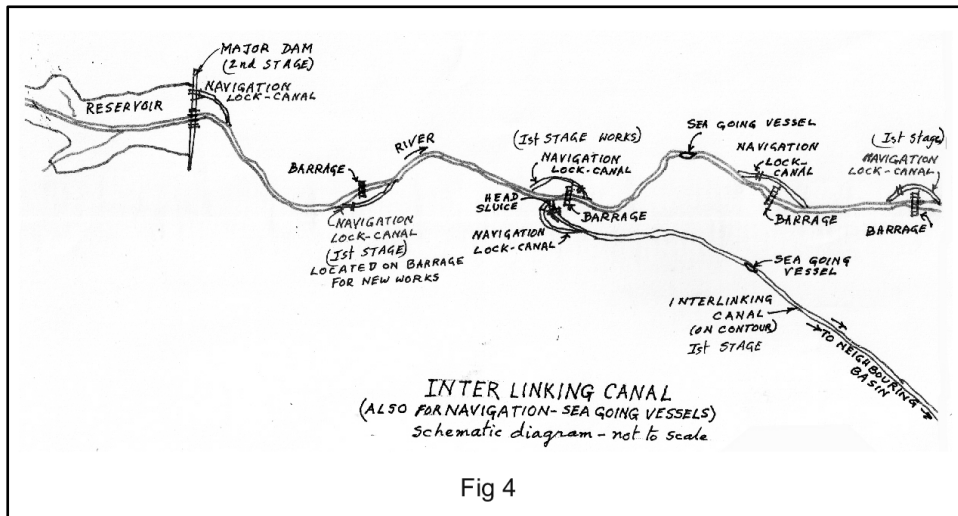 MAJOR DAM
(2nd STAGE)
NAVIGATION
LOCK-CANAL
RESERVOIR
BARRAGE
NAVIGATION
LOCK-CANAL
(Ist STAGE)
LOCATED ON BARRAGE
FOR NEW WORKS
RIVER
(Ist STAGE WORKS)
NAVIGATION
LOCK-CANAL
HEAD
SLUICE
BARRAGE
NAVIGATION
LOCK-CANAL
SEA GOING VESSEL
NAVIGATION
LOCK-
CANAL
BARRAGE
(Ist Stage)
NAVIGATION
LOCK-CANAL
BARRAGE
SEA GOING
VESSEL
INTERLINKING
CANAL
(ON CONTOUR)
Ist STAGE
TO NEIGHBOURING
BASIN
INTER LINKING CANAL
(ALSO FOR NAVIGATION- SEA GOING VESSELS)
Schematic diagram - not to scale
Fig 4